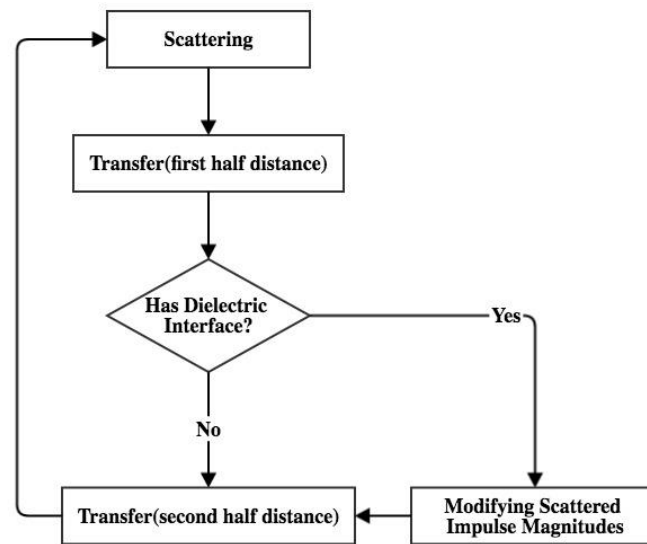 Scattering
Transfer(first half distance)
Has Dielectric
Interface?
Yes
No
Transfer(second half distance)
Modifying Scattered
Impulse Magnitudes